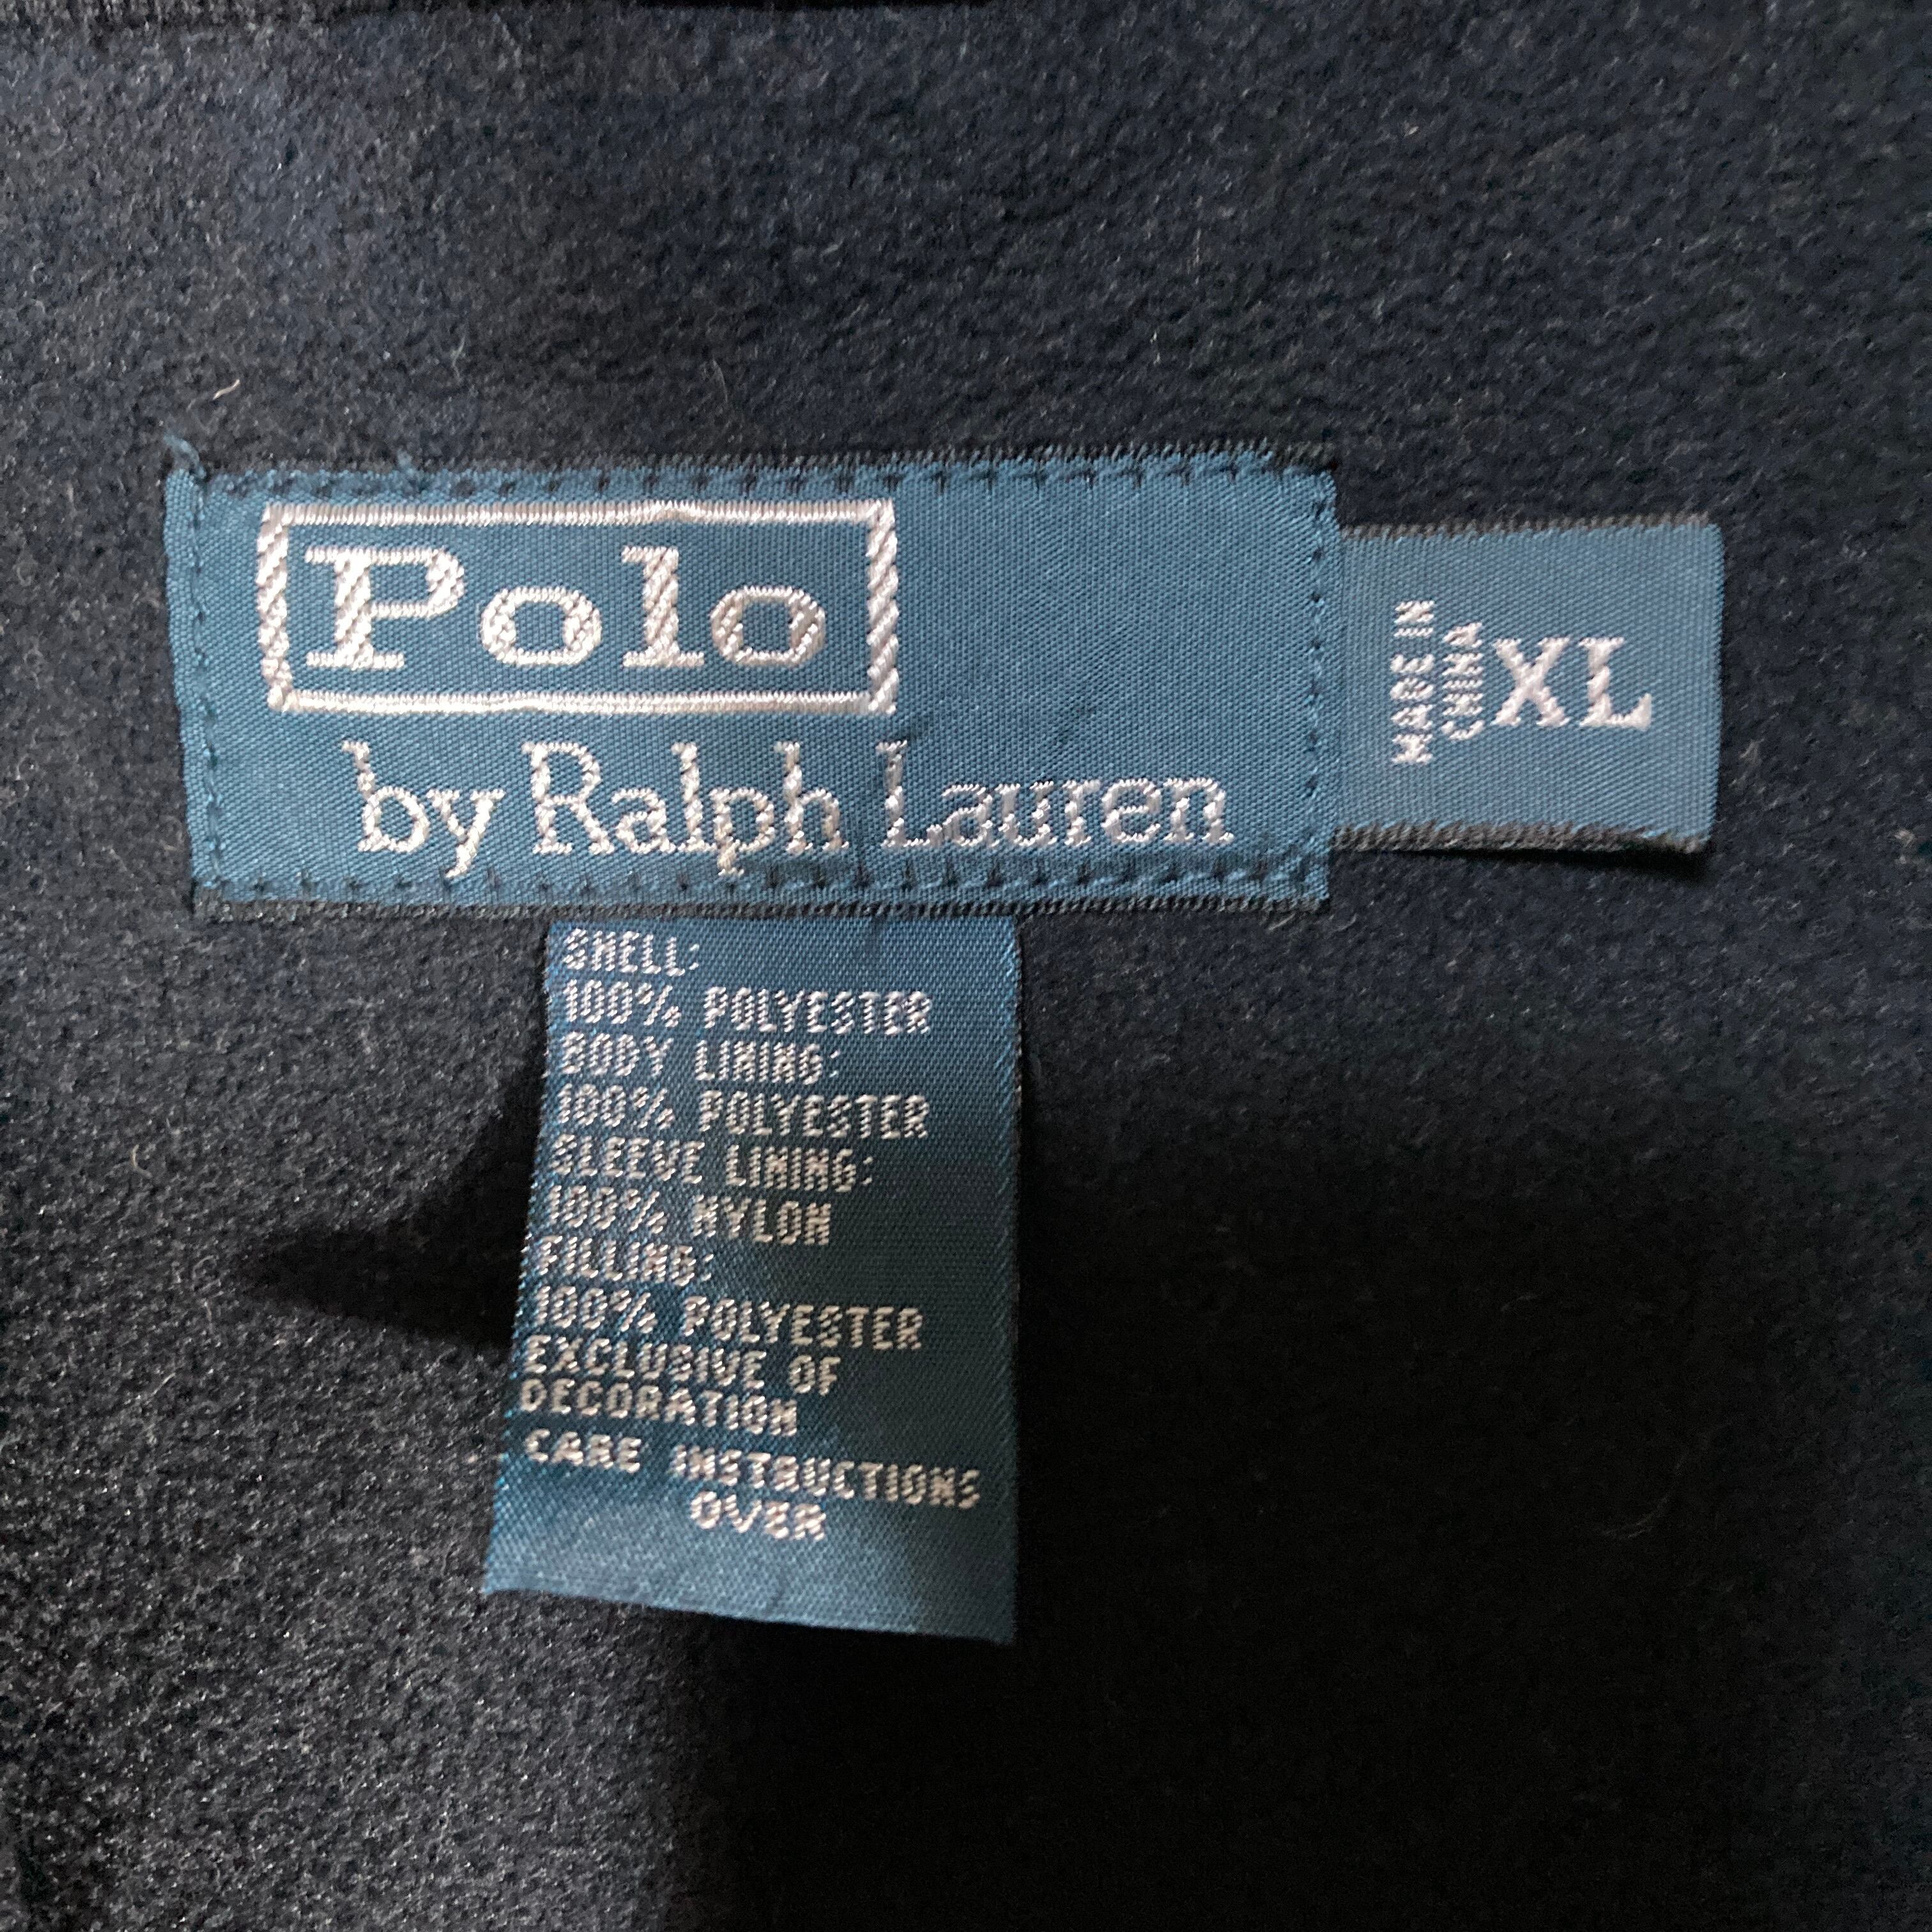 Polo
by Ralph Lauren
MADE IN
CHINA
XL
SHELL:
100% POLYESTER
BODY LINING:
100% POLYESTER
SLEEVE LINING:
100% NYLON
FILLING:
100% POLYESTER
EXCLUSIVE OF
DECORATION
CARE INSTRUCTIONS
OVER